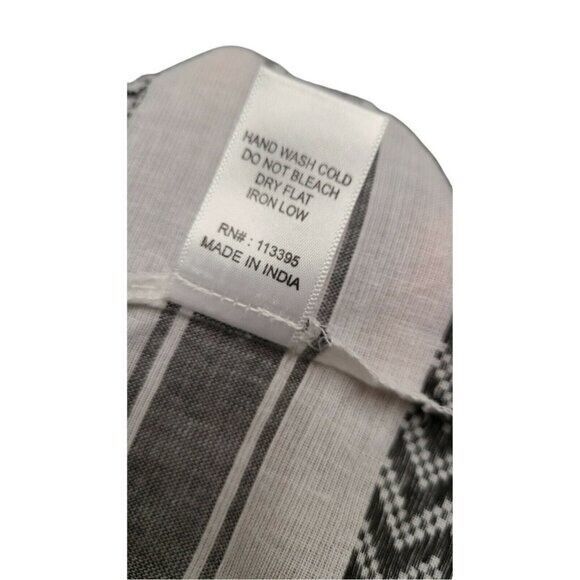 HAND WASH COLD
DO NOT BLEACH
DRY FLAT
IRON LOW
RN# : 113395
MADE IN INDIA